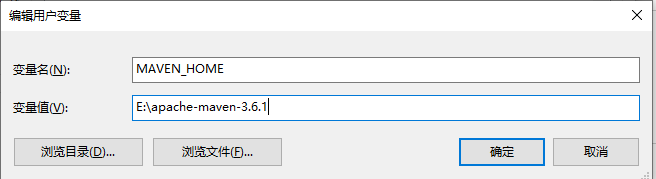 编辑用户变量
变量名(N):
MAVEN_HOME
变量值(V):
E:\apache-maven-3.6.1
浏览目录(D)...
浏览文件(F)...
确定
取消